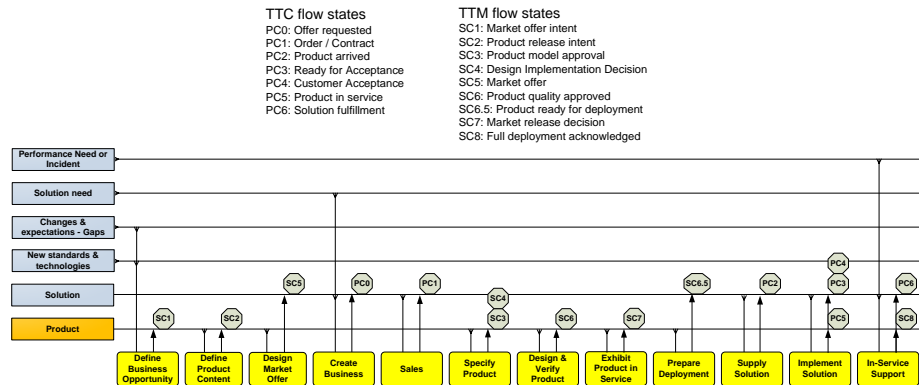 TTC flow states
PC0: Offer requested
PC1: Order / Contract
PC2: Product arrived
PC3: Ready for Acceptance
PC4: Customer Acceptance
PC5: Product in service
PC6: Solution fulfillment
TTM flow states
SC1: Market offer intent
SC2: Product release intent
SC3: Product model approval
SC4: Design Implementation Decision
SC5: Market offer
SC6: Product quality approved
SC6.5: Product ready for deployment
SC7: Market release decision
SC8: Full deployment acknowledged
Performance Need or
Incident
Solution need
Changes &
expectations - Gaps
New standards &
technologies
PC4
Solution
SC5
PC0
PC1
SC4
SC6.5
PC2
PC3
PC6
Product
SC1
SC2
SC3
SC6
SC7
PC5
SC8
Define
Business
Opportunity
Define
Product
Content
Design
Market
Offer
Create
Business
Sales
Specify
Product
Design &
Verify
Product
Exhibit
Product in
Service
Prepare
Deployment
Supply
Solution
Implement
Solution
In-Service
Support